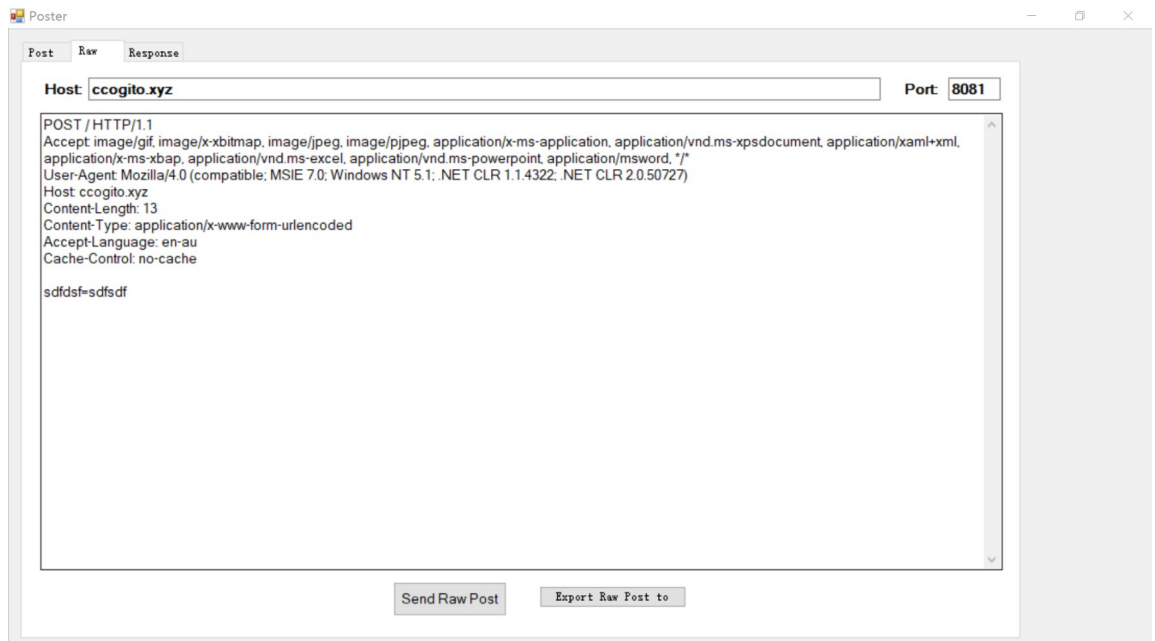 Poster
Post Raw Response
Host: ccogito.xyz Port: 8081
POST / HTTP/1.1
Accept: image/gif, image/x-xbitmap, image/jpeg, image/pjpeg, application/x-ms-application, application/vnd.ms-xpsdocument, application/xaml+xml,
application/x-ms-xbap, application/vnd.ms-excel, application/vnd.ms-powerpoint, application/msword, */*
User-Agent: Mozilla/4.0 (compatible; MSIE 7.0; Windows NT 5.1; .NET CLR 1.1.4322; .NET CLR 2.0.50727)
Host: ccogito.xyz
Content-Length: 13
Content-Type: application/x-www-form-urlencoded
Accept-Language: en-au
Cache-Control: no-cache
sdfdsf=sdfsdf
Send Raw Post Export Raw Post to